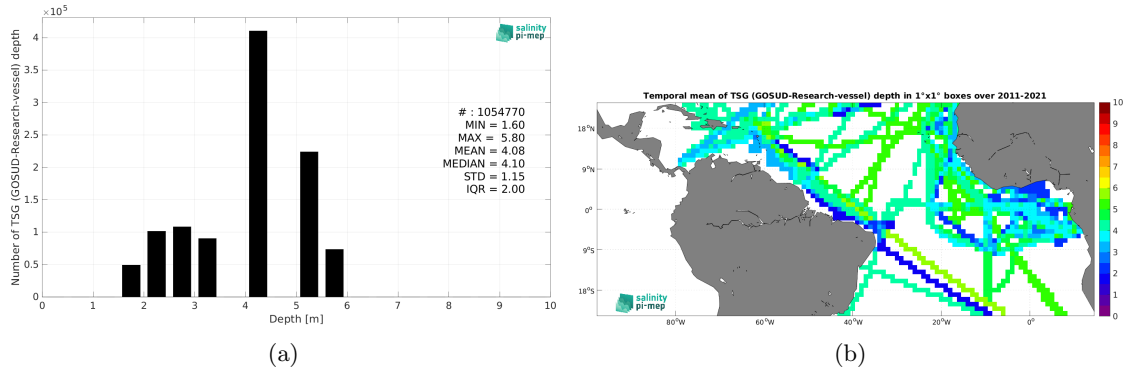 ×10⁵
4
3.5
3
2.5
2
1.5
1
0.5
0
Number of TSG (GOSUD-Research-vessel) depth
0 1 2 3 4 5 6 7 8 9 10
Depth [m]
salinity
pi-mep
# : 1054770
MIN = 1.60
MAX = 5.80
MEAN = 4.08
MEDIAN = 4.10
STD = 1.15
IQR = 2.00
(a)
Temporal mean of TSG (GOSUD-Research-vessel) depth in 1°x1° boxes over 2011-2021
18°N
9°N
0°
9°S
18°S
80°W 60°W 40°W 20°W 0°
salinity
pi-mep
10
9
8
7
6
5
4
3
2
1
0
(b)